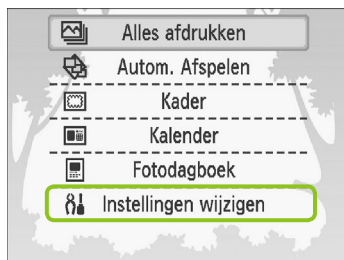 Alles afdrukken
Autom. Afspelen
Kader
Kalender
Fotodagboek
Instellingen wijzigen